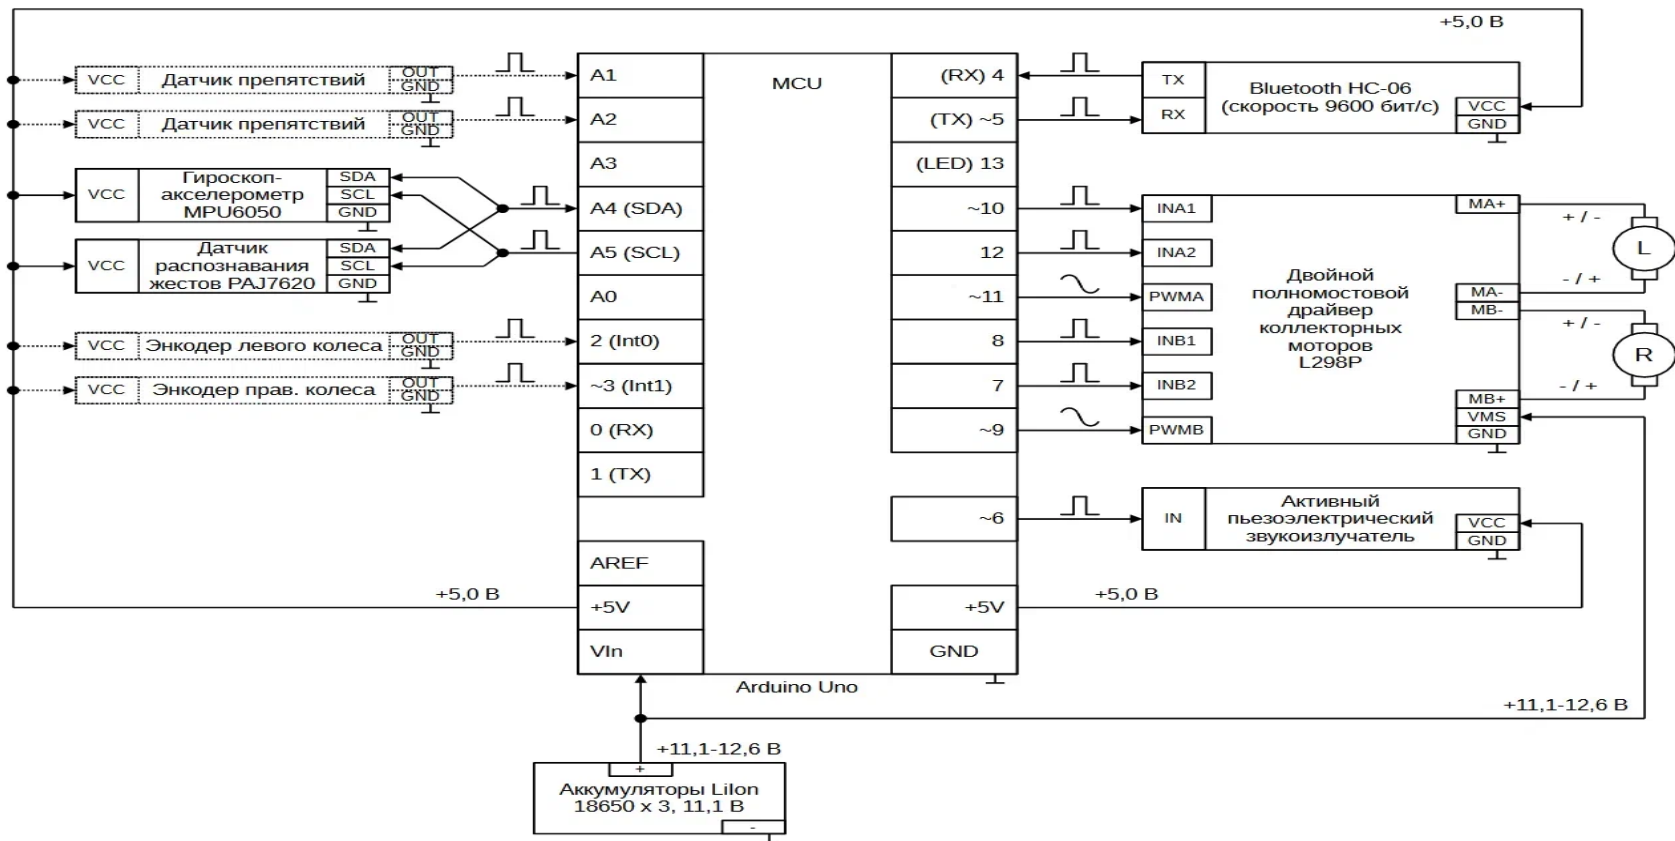 +5,0 В
VCC Датчик препятствий OUT
GND
VCC Датчик препятствий OUT
GND
VCC
Гироскоп-
акселерометр
MPU6050
SDA
SCL
GND
VCC
Датчик
распознавания
жестов PAJ7620
SDA
SCL
GND
VCC Энкодер левого колеса OUT
GND
VCC Энкодер прав. колеса OUT
GND
+5,0 В
MCU
A1
A2
A3
A4 (SDA)
A5 (SCL)
A0
2 (Int0)
~3 (Int1)
0 (RX)
1 (TX)
AREF
+5V
VIn
(RX) 4
(TX) ~5
(LED) 13
~10
12
~11
8
7
~9
~6
+5V
GND
Arduino Uno
TX
RX
Bluetooth HC-06
(скорость 9600 бит/с)
VCC
GND
INA1
INA2
PWMA
INB1
INB2
PWMB
Двойной
полномостовой
драйвер
коллекторных
моторов
L298P
MA+
MA-
MB-
MB+
VMS
GND
+ / -
L
- / +
+ / -
R
- / +
IN
Активный
пьезоэлектрический
звукоизлучатель
VCC
GND
+5,0 В
+11,1-12,6 В
+11,1-12,6 В
+
Аккумуляторы LiIon
18650 x 3, 11,1 В
-